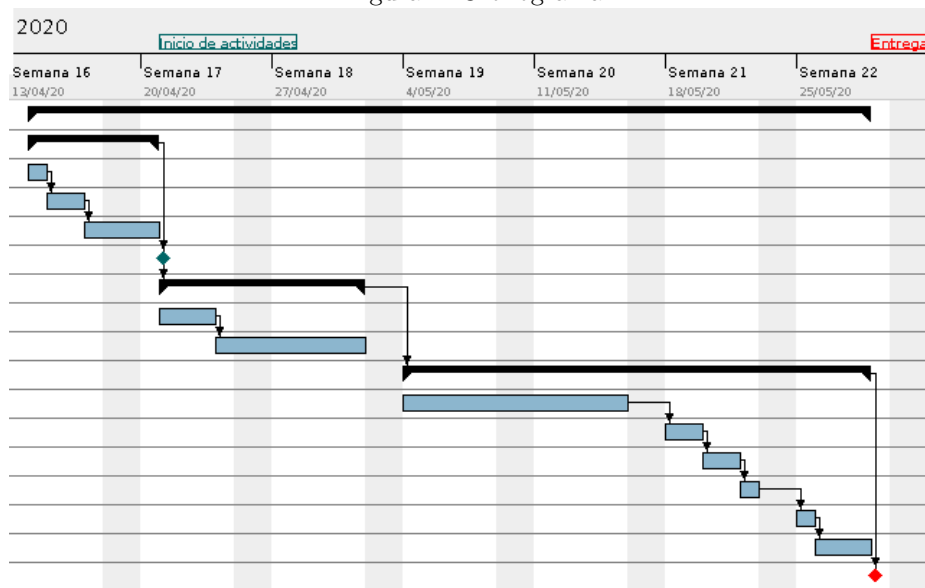 2020
Inicio de actividades
Entrega
Semana 16 Semana 17 Semana 18 Semana 19 Semana 20 Semana 21 Semana 22
13/04/20 20/04/20 27/04/20 4/05/20 11/05/20 18/05/20 25/05/20